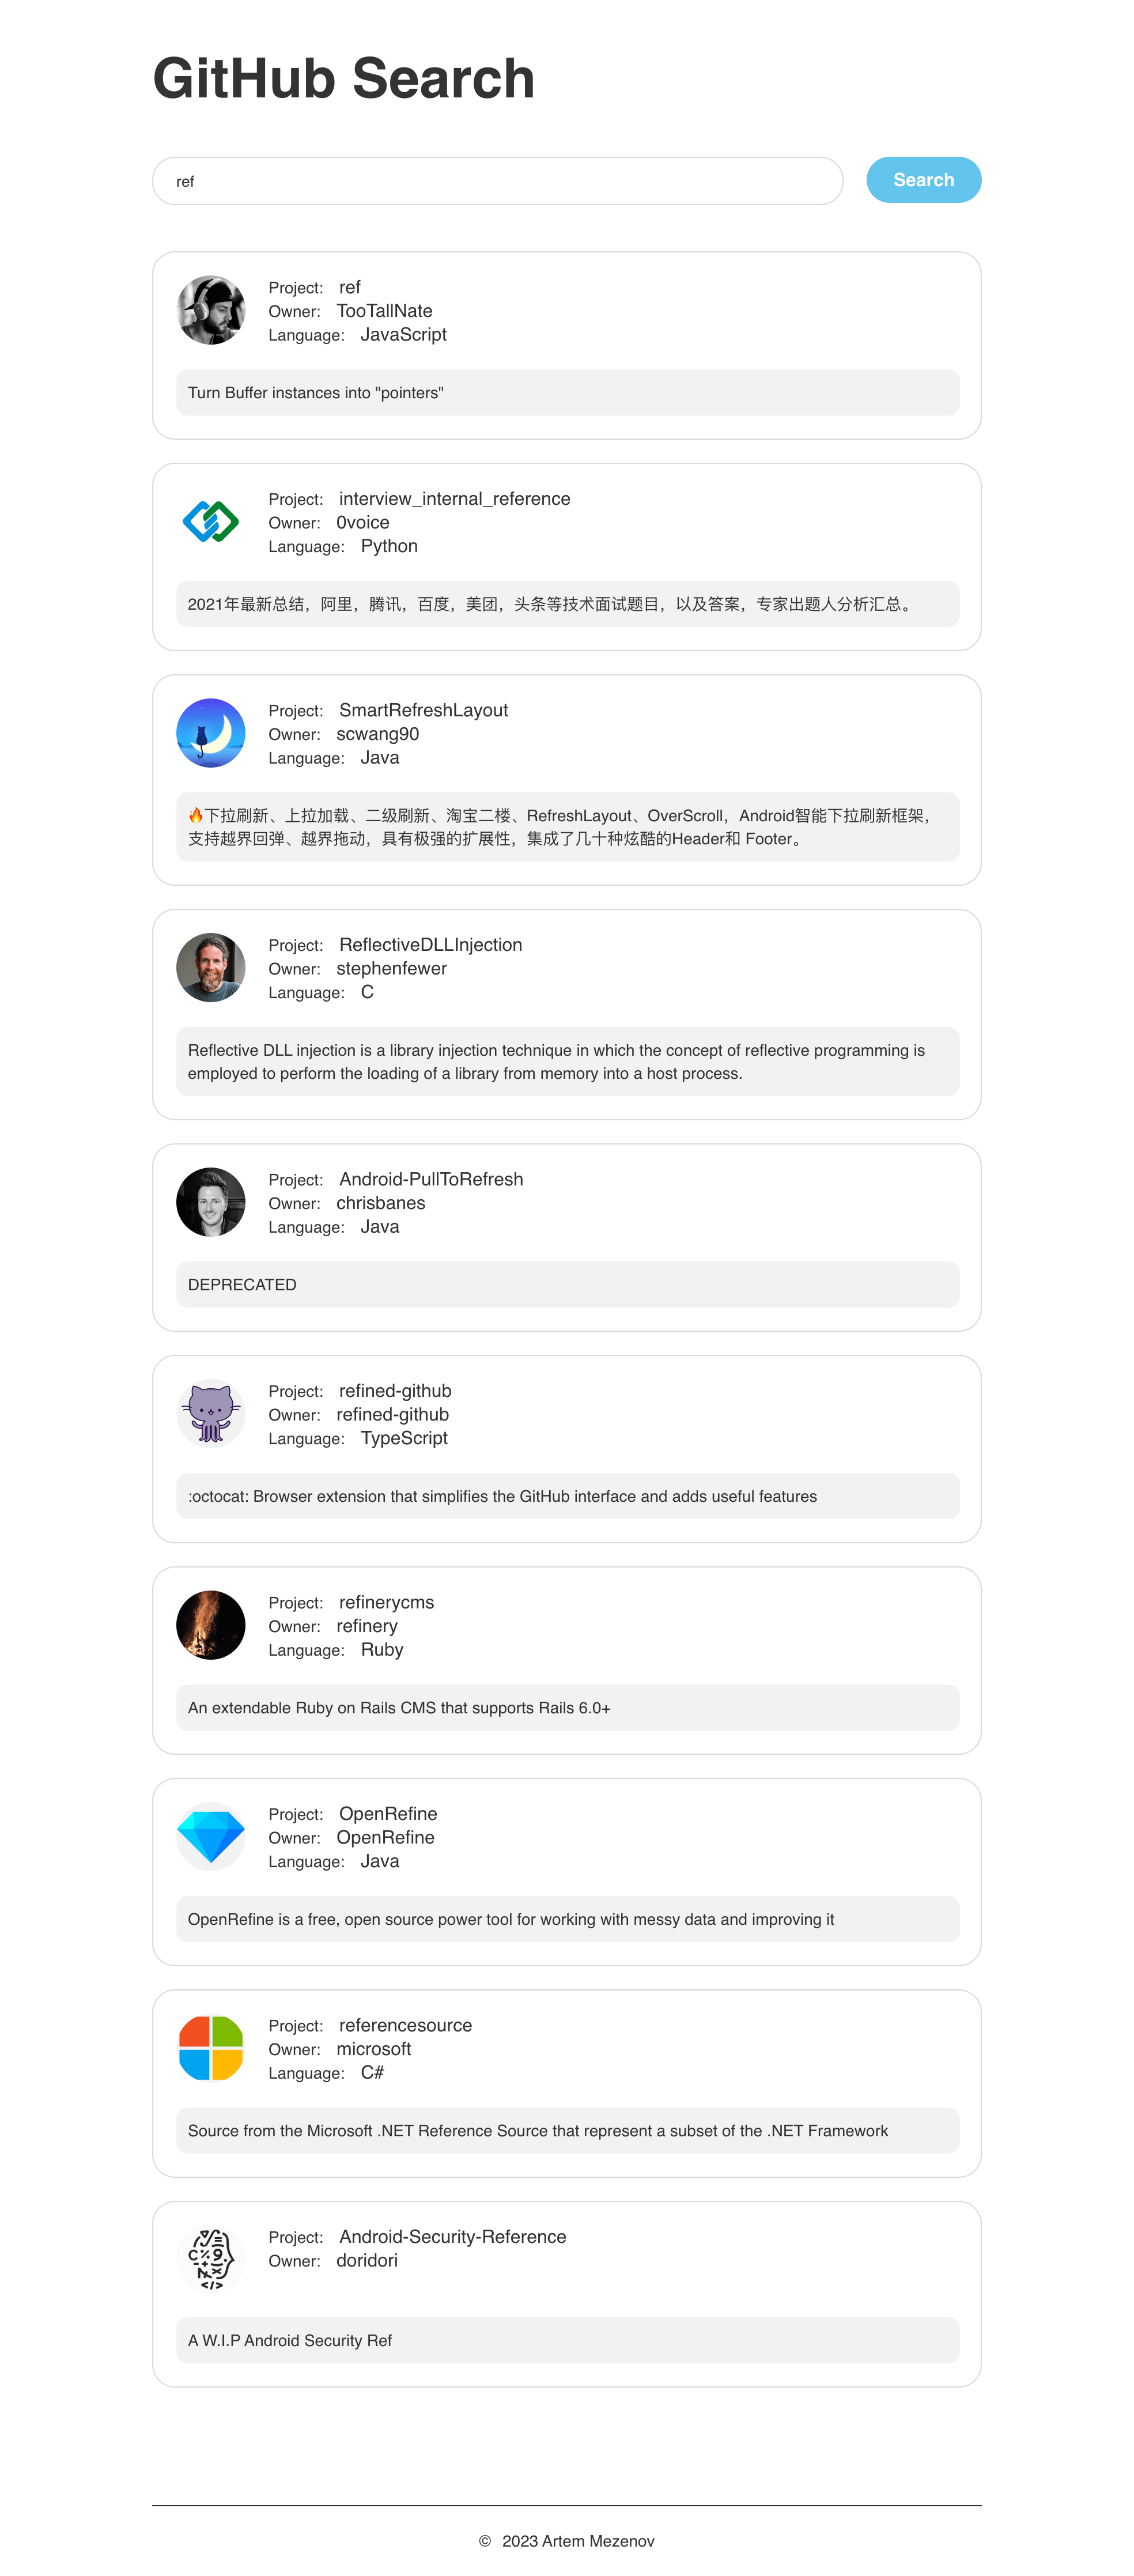 GitHub Search
ref
Search
Project: ref
Owner: TooTallNate
Language: JavaScript
Turn Buffer instances into "pointers"
Project: interview_internal_reference
Owner: 0voice
Language: Python
2021年最新总结，阿里，腾讯，百度，美团，头条等技术面试题目，以及答案，专家出题人分析汇总。
Project: SmartRefreshLayout
Owner: scwang90
Language: Java
🔥下拉刷新、上拉加载、二级刷新、淘宝二楼、RefreshLayout、OverScroll，Android智能下拉刷新框架，
支持越界回弹、越界拖动，具有极强的扩展性，集成了几十种炫酷的Header和 Footer。
Project: ReflectiveDLLInjection
Owner: stephenfewer
Language: C
Reflective DLL injection is a library injection technique in which the concept of reflective programming is
employed to perform the loading of a library from memory into a host process.
Project: Android-PullToRefresh
Owner: chrisbanes
Language: Java
DEPRECATED
Project: refined-github
Owner: refined-github
Language: TypeScript
:octocat: Browser extension that simplifies the GitHub interface and adds useful features
Project: refinerycms
Owner: refinery
Language: Ruby
An extendable Ruby on Rails CMS that supports Rails 6.0+
Project: OpenRefine
Owner: OpenRefine
Language: Java
OpenRefine is a free, open source power tool for working with messy data and improving it
Project: referencesource
Owner: microsoft
Language: C#
Source from the Microsoft .NET Reference Source that represent a subset of the .NET Framework
Project: Android-Security-Reference
Owner: doridori
A W.I.P Android Security Ref
© 2023 Artem Mezenov